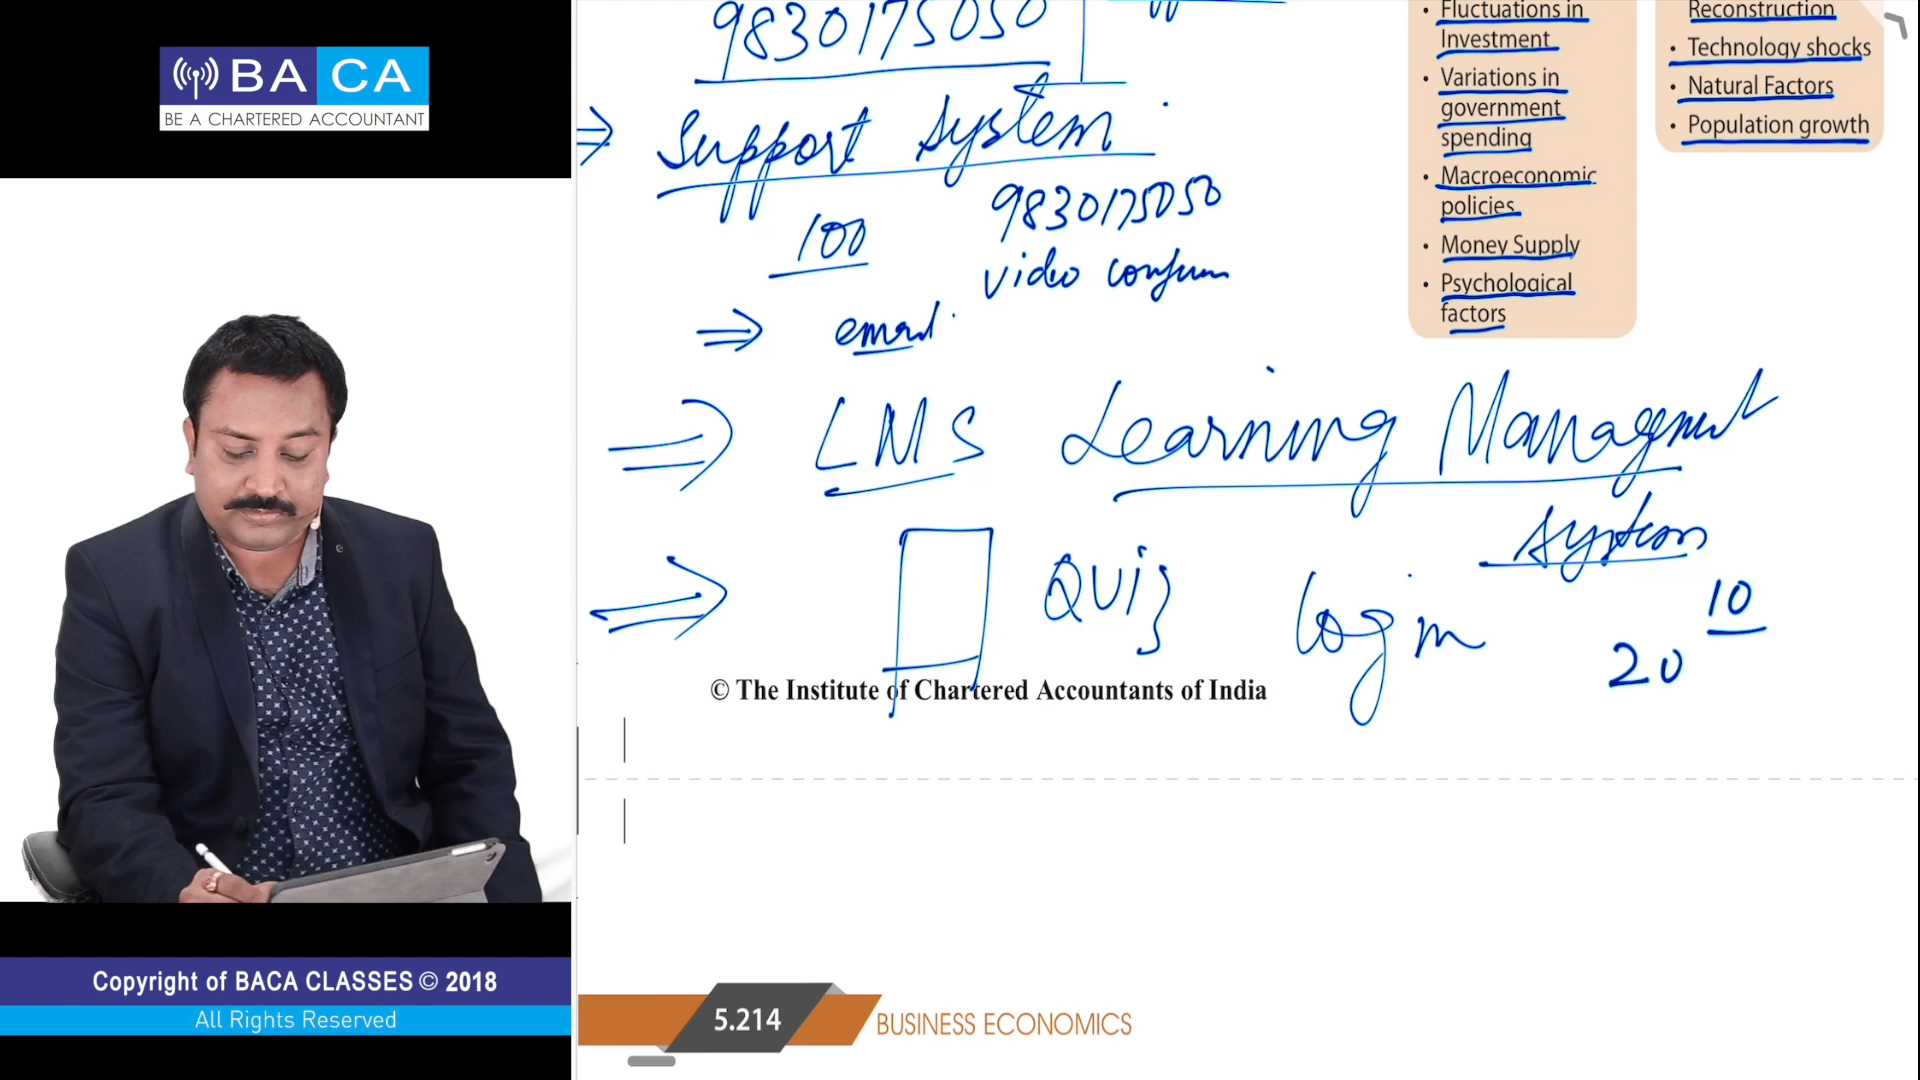 BA CA
BE A CHARTERED ACCOUNTANT
9830175050
Support System
100
9830175050
video
email
LMS Learning Managment
System
QUiz login
10
20
• Fluctuations in
Investment
• Variations in
government
spending
• Macroeconomic
policies
• Money Supply
• Psychological
factors
Reconstruction
• Technology shocks
• Natural Factors
• Population growth
© The Institute of Chartered Accountants of India
Copyright of BACA CLASSES © 2018
All Rights Reserved
5.214 BUSINESS ECONOMICS